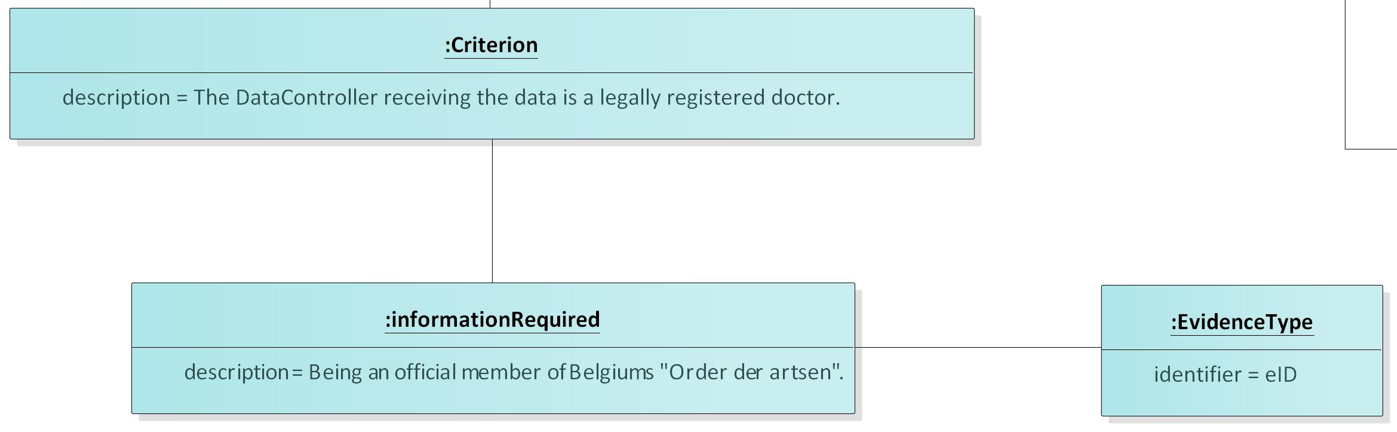 :Criterion
description = The DataController receiving the data is a legally registered doctor.
:informationRequired
description= Being an official member of Belgiums "Order der artsen".
:EvidenceType
identifier = eID